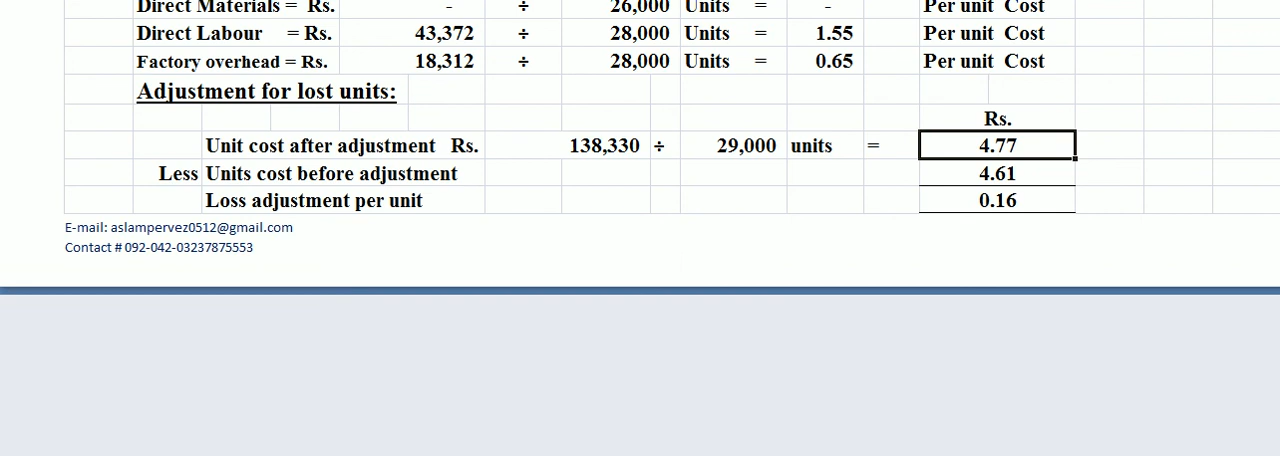 Direct Materials = Rs. - ÷ 26,000 Units = - Per unit Cost
Direct Labour = Rs. 43,372 ÷ 28,000 Units = 1.55 Per unit Cost
Factory overhead = Rs. 18,312 ÷ 28,000 Units = 0.65 Per unit Cost
Adjustment for lost units:
Rs.
Unit cost after adjustment Rs. 138,330 ÷ 29,000 units = 4.77
Less Units cost before adjustment 4.61
Loss adjustment per unit 0.16
E-mail: aslampervez0512@gmail.com
Contact # 092-042-03237875553